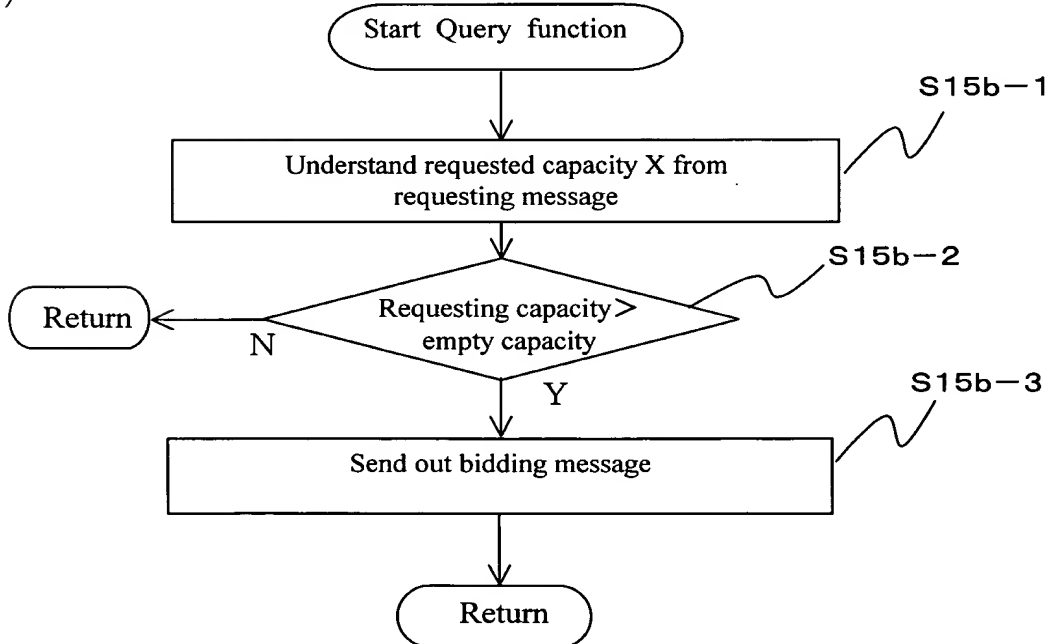 )
Start Query function
S15b-1
Understand requested capacity X from
requesting message
S15b-2
Requesting capacity>
empty capacity
Return
N
Y
S15b-3
Send out bidding message
Return